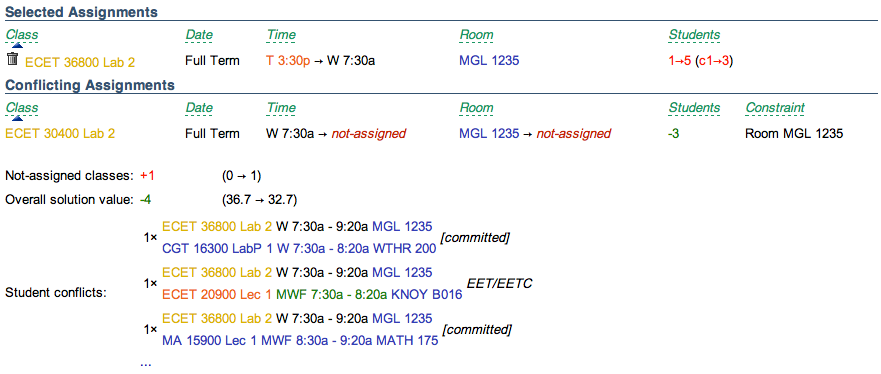 Selected Assignments
Class Date Time Room Students
ECET 36800 Lab 2 Full Term T 3:30p → W 7:30a MGL 1235 1→5 (c1→3)
Conflicting Assignments
Class Date Time Room Students Constraint
ECET 30400 Lab 2 Full Term W 7:30a → not-assigned MGL 1235 → not-assigned -3 Room MGL 1235
Not-assigned classes: +1 (0 → 1)
Overall solution value: -4 (36.7 → 32.7)
Student conflicts:
1× ECET 36800 Lab 2 W 7:30a - 9:20a MGL 1235
CGT 16300 LabP 1 W 7:30a - 8:20a WTHR 200 [committed]
1× ECET 36800 Lab 2 W 7:30a - 9:20a MGL 1235
ECET 20900 Lec 1 MWF 7:30a - 8:20a KNOY B016 EET/EETC
1× ECET 36800 Lab 2 W 7:30a - 9:20a MGL 1235
MA 15900 Lec 1 MWF 8:30a - 9:20a MATH 175 [committed]
...